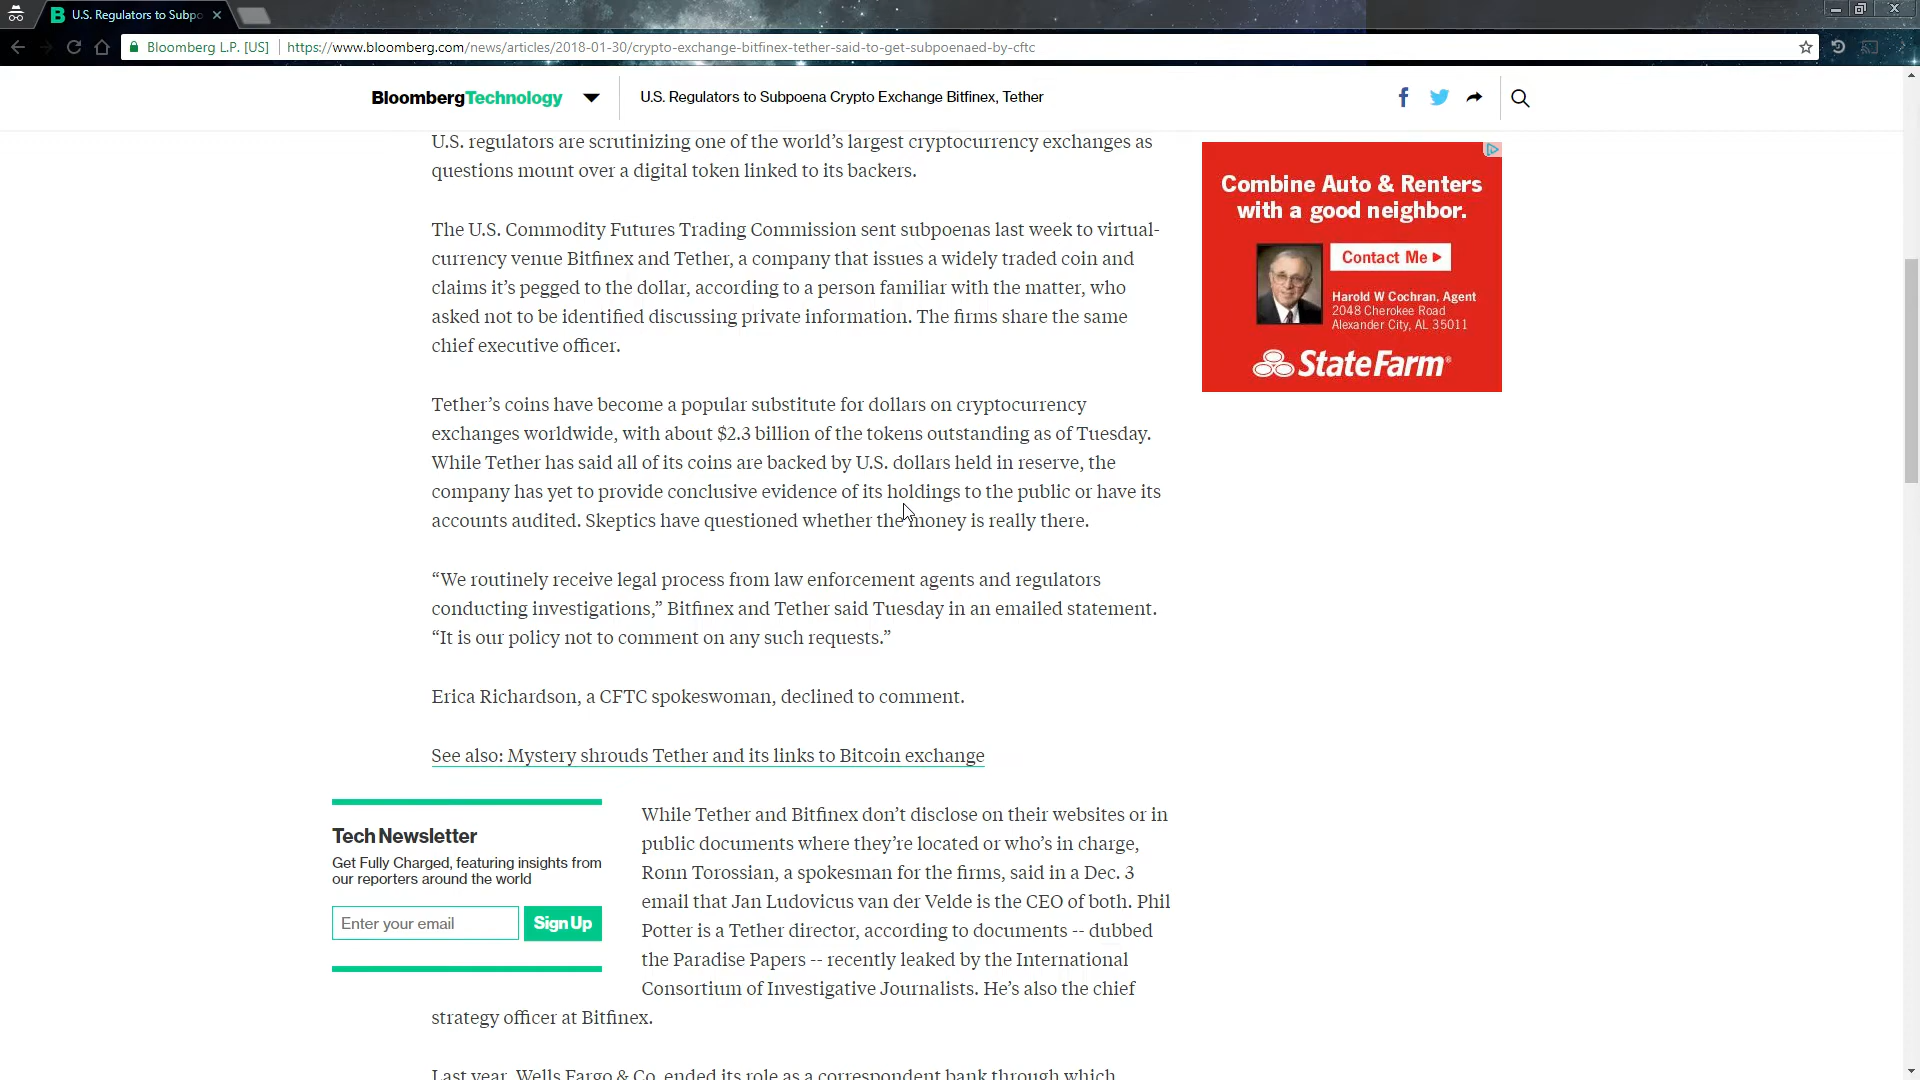 U.S. Regulators to Subpo
Bloomberg L.P. [US]
https://www.bloomberg.com/news/articles/2018-01-30/crypto-exchange-bitfinex-tether-said-to-get-subpoenaed-by-cftc
BloombergTechnology
U.S. Regulators to Subpoena Crypto Exchange Bitfinex, Tether
U.S. regulators are scrutinizing one of the world’s largest cryptocurrency exchanges as
questions mount over a digital token linked to its backers.
The U.S. Commodity Futures Trading Commission sent subpoenas last week to virtual-
currency venue Bitfinex and Tether, a company that issues a widely traded coin and
claims it’s pegged to the dollar, according to a person familiar with the matter, who
asked not to be identified discussing private information. The firms share the same
chief executive officer.
Tether’s coins have become a popular substitute for dollars on cryptocurrency
exchanges worldwide, with about $2.3 billion of the tokens outstanding as of Tuesday.
While Tether has said all of its coins are backed by U.S. dollars held in reserve, the
company has yet to provide conclusive evidence of its holdings to the public or have its
accounts audited. Skeptics have questioned whether the money is really there.
“We routinely receive legal process from law enforcement agents and regulators
conducting investigations,” Bitfinex and Tether said Tuesday in an emailed statement.
“It is our policy not to comment on any such requests.”
Erica Richardson, a CFTC spokeswoman, declined to comment.
See also: Mystery shrouds Tether and its links to Bitcoin exchange
Tech Newsletter
Get Fully Charged, featuring insights from
our reporters around the world
Enter your email
Sign Up
While Tether and Bitfinex don’t disclose on their websites or in
public documents where they’re located or who’s in charge,
Ronn Torossian, a spokesman for the firms, said in a Dec. 3
email that Jan Ludovicus van der Velde is the CEO of both. Phil
Potter is a Tether director, according to documents -- dubbed
the Paradise Papers -- recently leaked by the International
Consortium of Investigative Journalists. He’s also the chief
strategy officer at Bitfinex.
Last year, Wells Fargo & Co. ended its role as a correspondent bank through which
Combine Auto & Renters
with a good neighbor.
Contact Me
Harold W Cochran, Agent
2048 Cherokee Road
Alexander City, AL 35011
StateFarm®